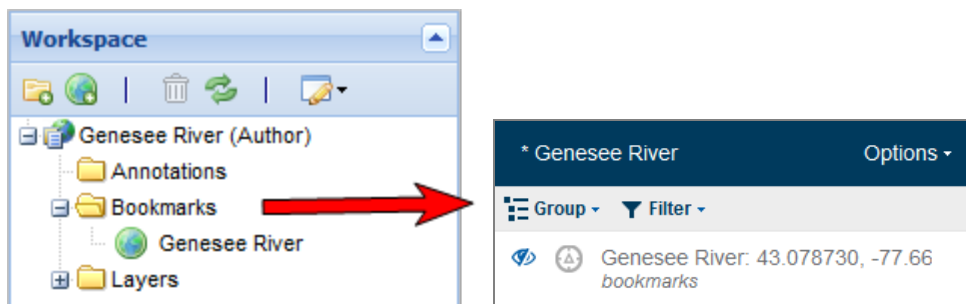 Workspace
Genesee River (Author)
Annotations
Bookmarks
Genesee River
Layers
* Genesee River Options
Group Filter
Genesee River: 43.078730, -77.66
bookmarks